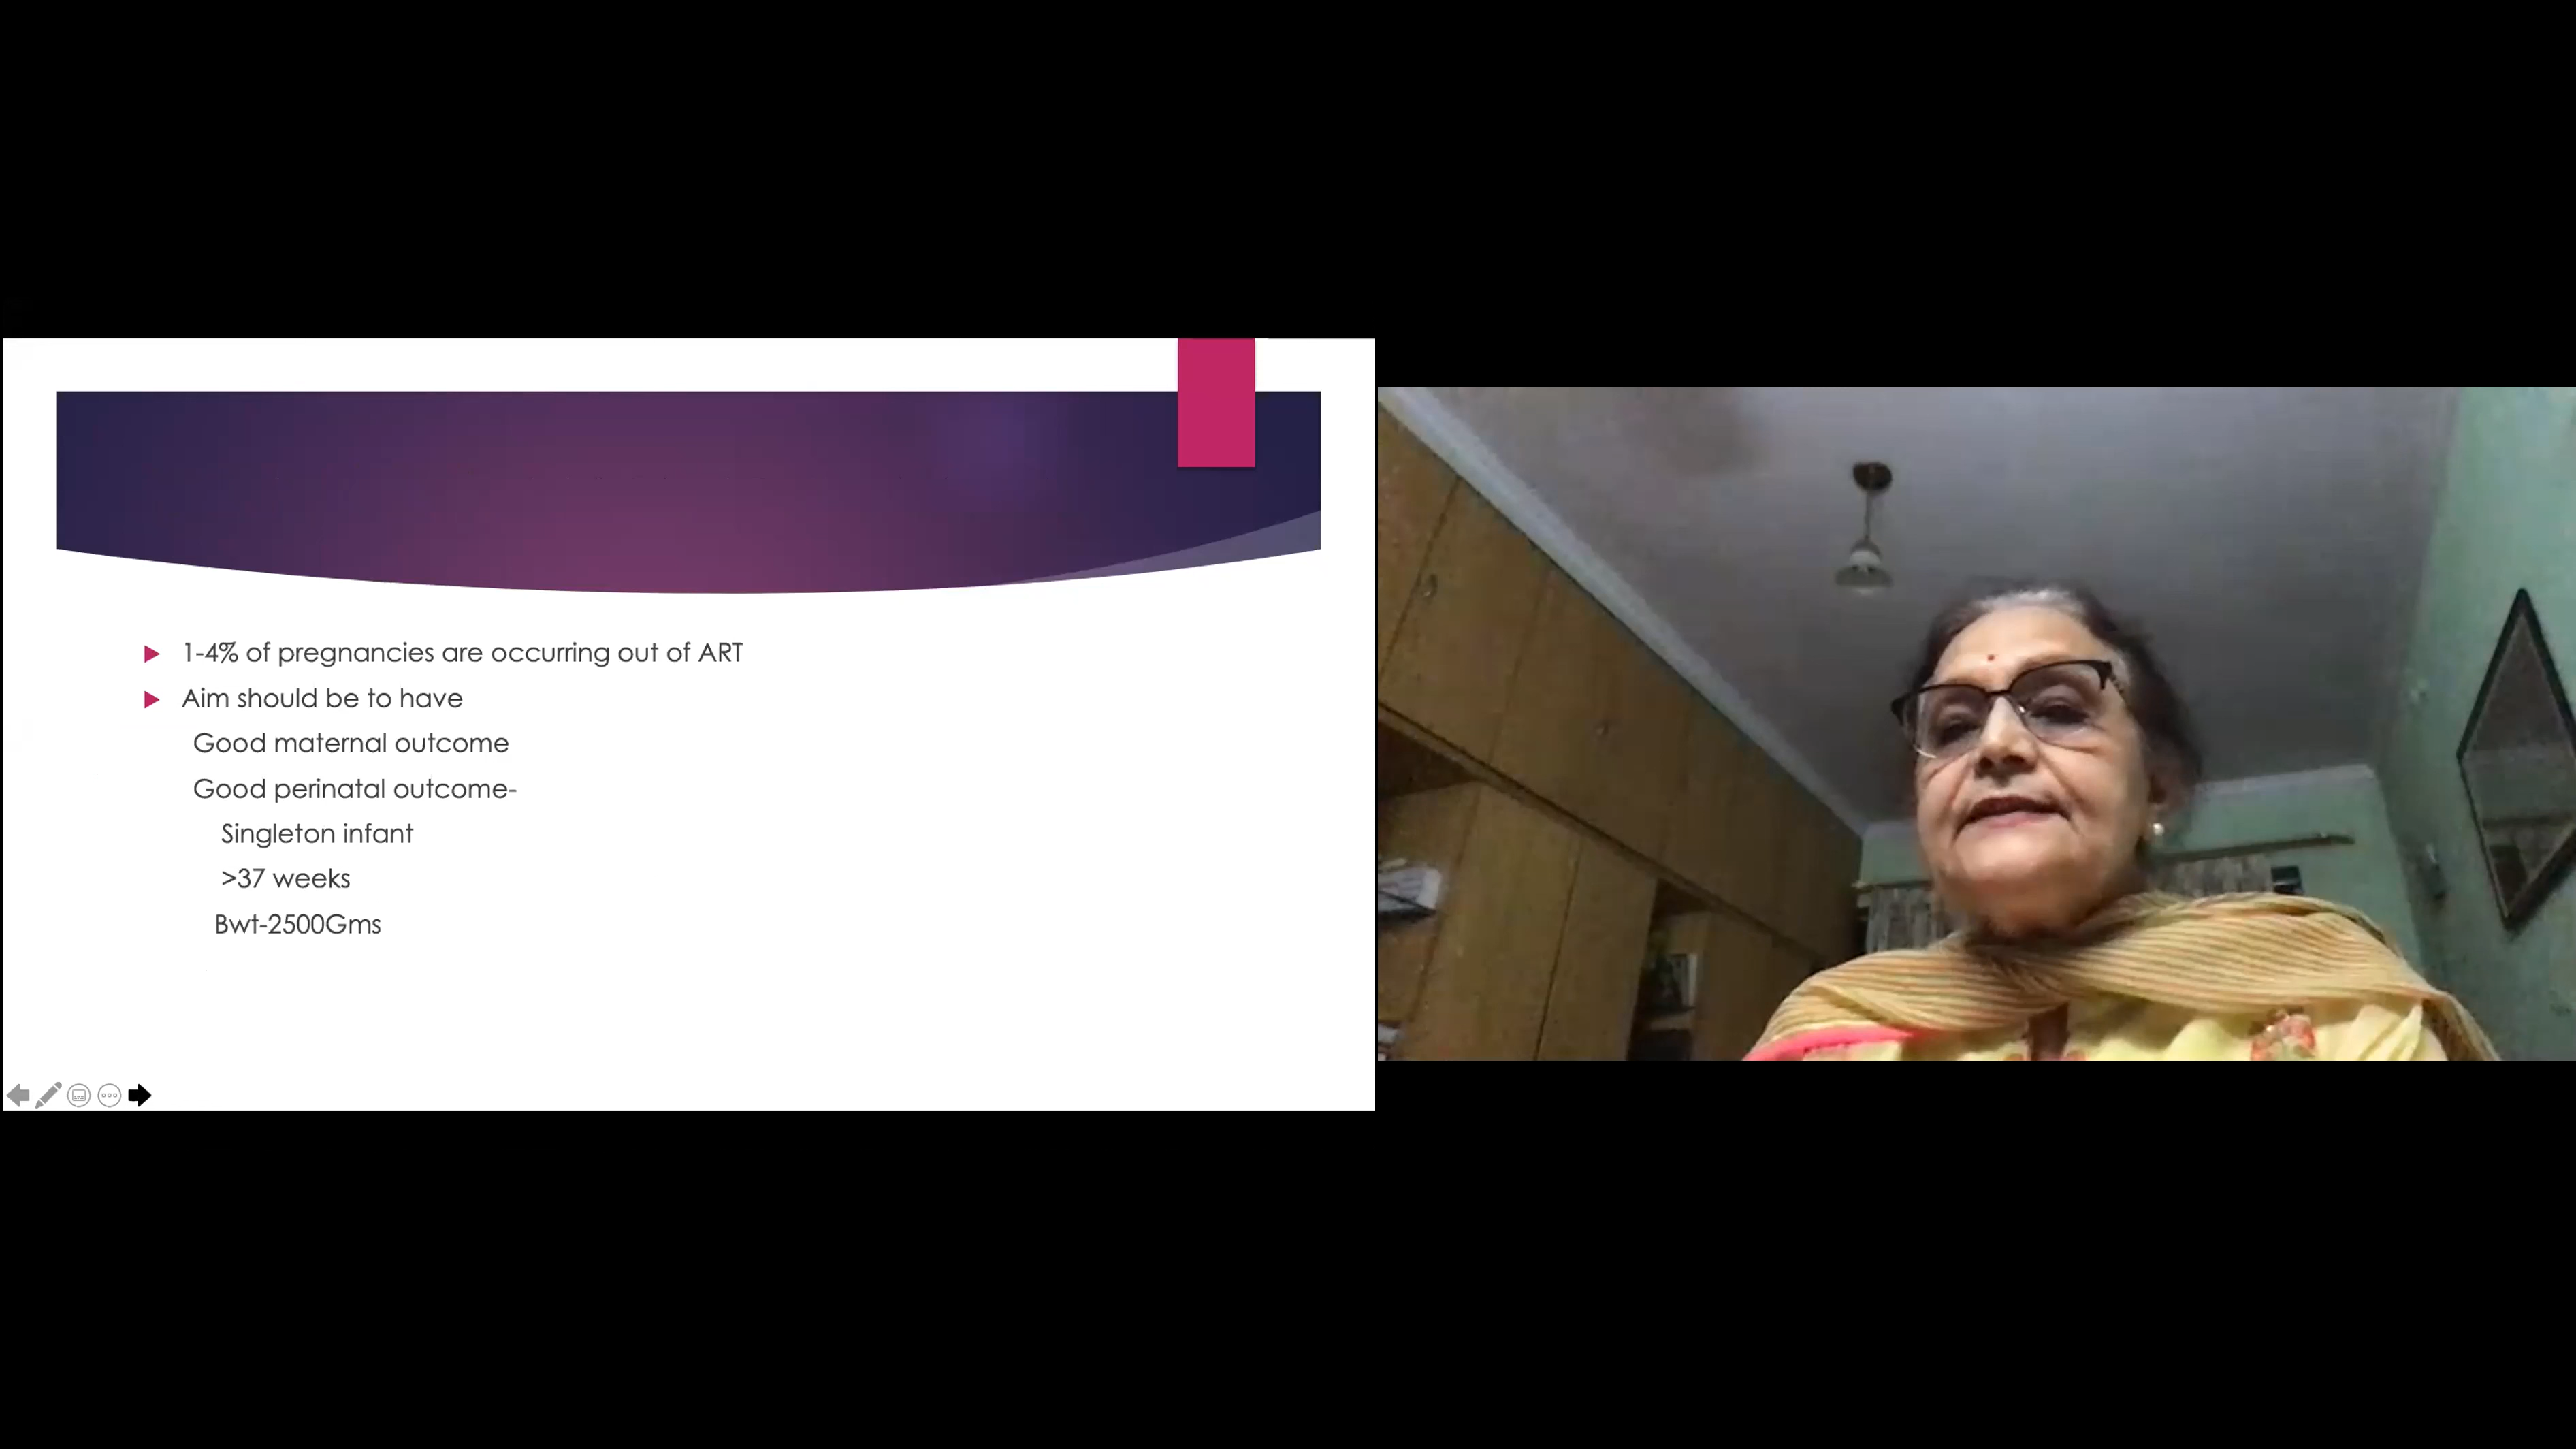 1-4% of pregnancies are occurring out of ART
Aim should be to have
Good maternal outcome
Good perinatal outcome-
Singleton infant
>37 weeks
Bwt-2500Gms